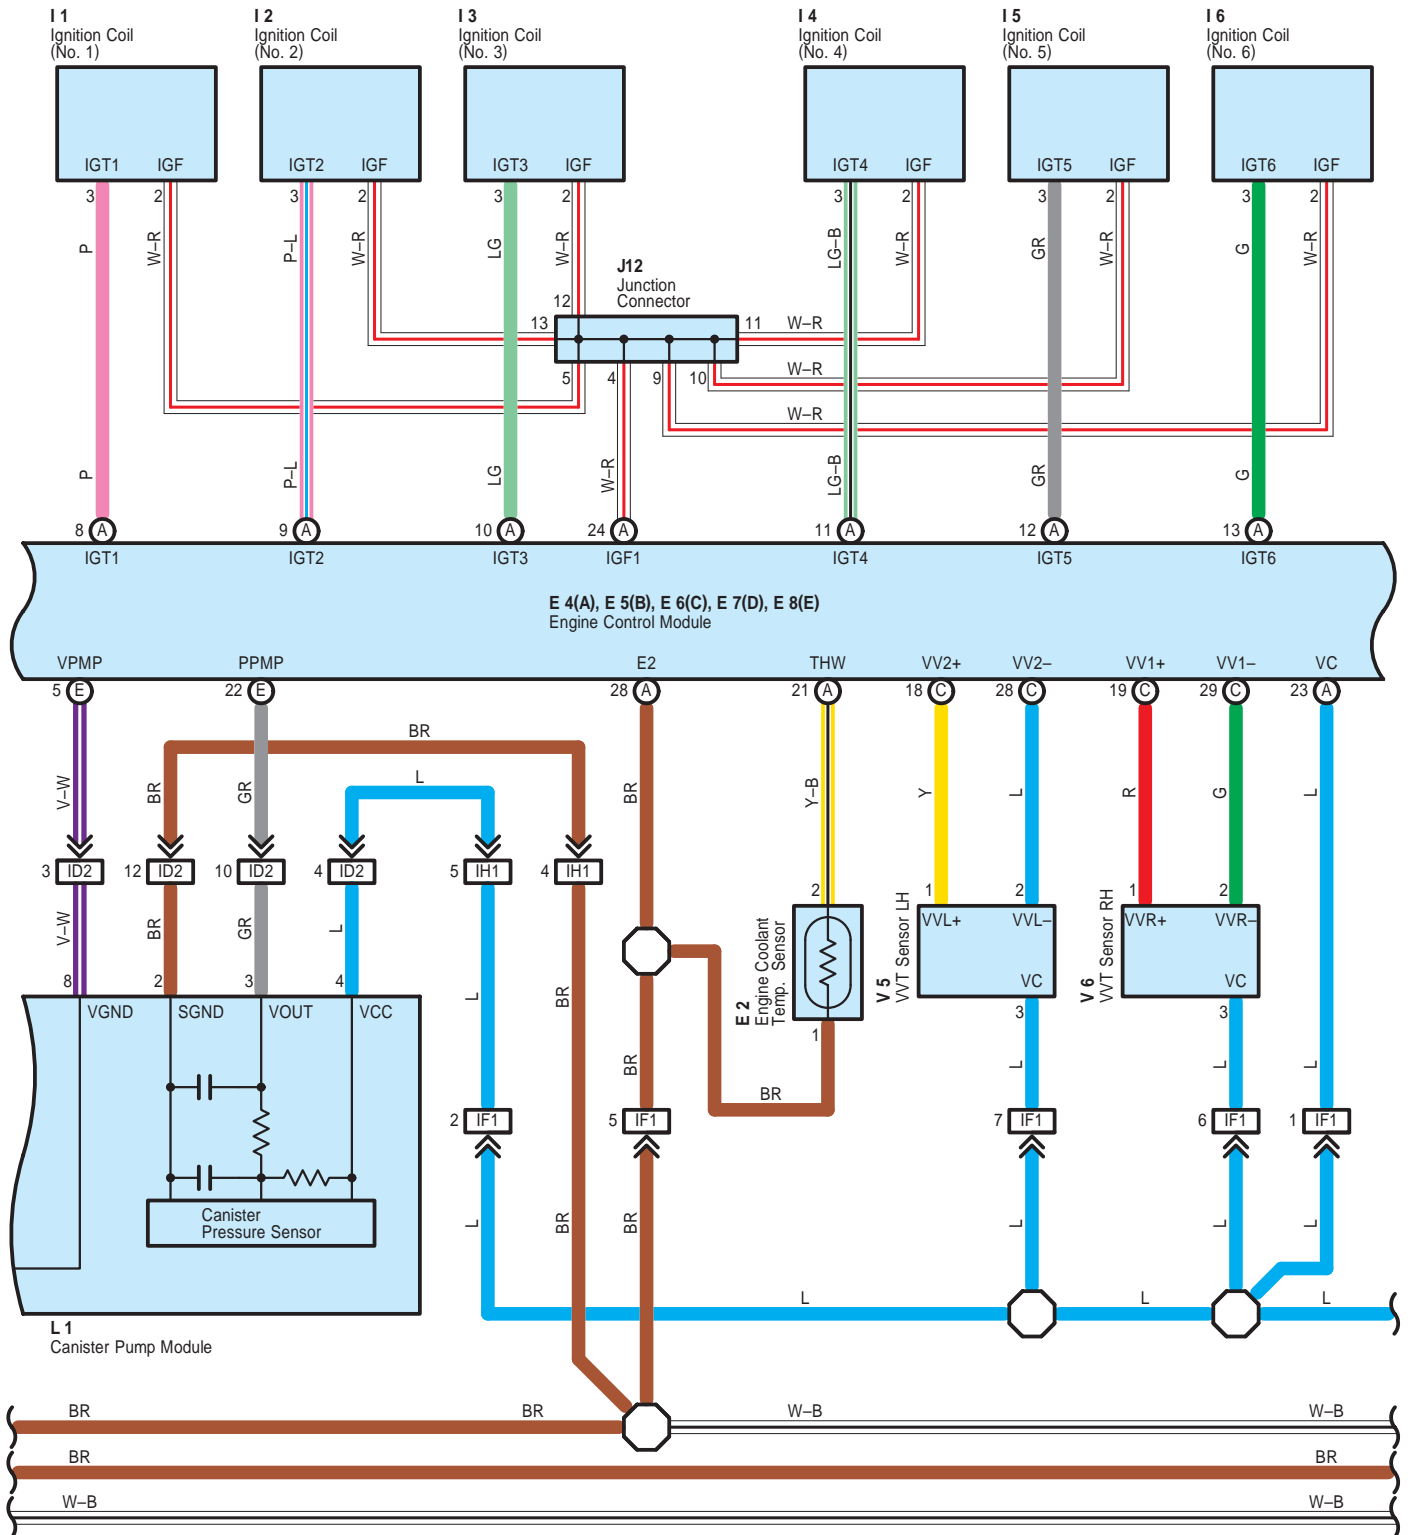 I 1
Ignition Coil
(No. 1)
I 2
Ignition Coil
(No. 2)
I 3
Ignition Coil
(No. 3)
I 4
Ignition Coil
(No. 4)
I 5
Ignition Coil
(No. 5)
I 6
Ignition Coil
(No. 6)
IGT1 IGF
IGT2 IGF
IGT3 IGF
IGT4 IGF
IGT5 IGF
IGT6 IGF
3 2
3 2
3 2
3 2
3 2
3 2
P
W–R
P–L
W–R
LG
W–R
LG–B
W–R
GR
W–R
G
W–R
J12
Junction
Connector
12
13
11
W–R
5
4
9
10
W–R
W–R
P
P–L
LG
W–R
LG–B
GR
G
8 A
9 A
10 A
24 A
11 A
12 A
13 A
IGT1
IGT2
IGT3
IGF1
IGT4
IGT5
IGT6
E 4(A), E 5(B), E 6(C), E 7(D), E 8(E)
Engine Control Module
VPMP
PPMP
E2
THW
VV2+
VV2–
VV1+
VV1–
VC
5 E
22 E
28 A
21 A
18 C
28 C
19 C
29 C
23 A
BR
L
V–W
BR
GR
BR
Y–B
Y
L
R
G
L
3 ID2
12 ID2
10 ID2
4 ID2
5 IH1
4 IH1
V–W
BR
GR
L
8
2
3
4
L
BR
2
1
2
1
2
VGND
SGND
VOUT
VCC
E 2
Engine Coolant
Temp. Sensor
1
V 5
VVT Sensor LH
VVL+ VVL–
VC
3
V 6
VVT Sensor RH
VVR+ VVR–
VC
3
BR
BR
L
L
L
2 IF1
5 IF1
7 IF1
6 IF1
1 IF1
Canister
Pressure Sensor
L
BR
BR
L
L
L
L
L
L
L 1
Canister Pump Module
BR
BR
W–B
W–B
BR
BR
W–B
W–B